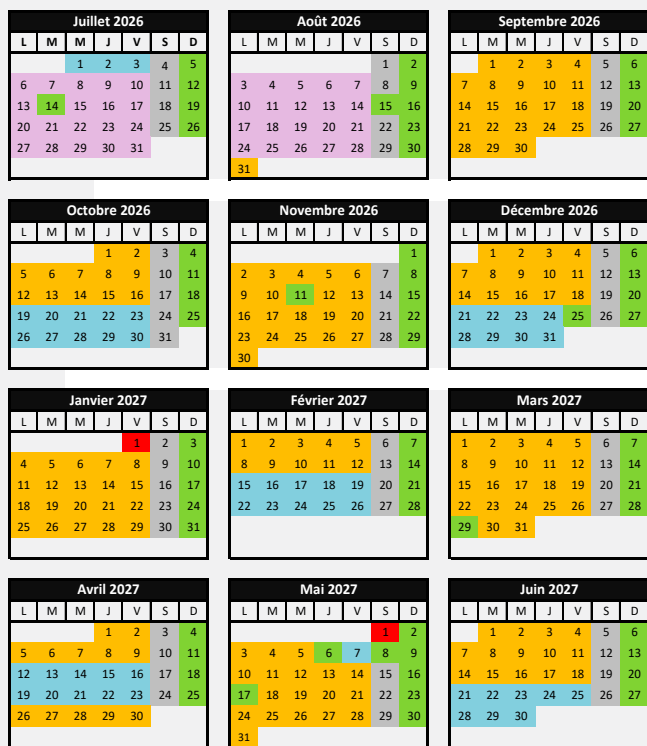 Juillet 2026 Août 2026 Septembre 2026
L M M J V S D L M M J V S D L M M J V S D
1 2 3 4 5 1 2 1 2 3 4 5 6
6 7 8 9 10 11 12 3 4 5 6 7 8 9 7 8 9 10 11 12 13
13 14 15 16 17 18 19 10 11 12 13 14 15 16 14 15 16 17 18 19 20
20 21 22 23 24 25 26 17 18 19 20 21 22 23 21 22 23 24 25 26 27
27 28 29 30 31 24 25 26 27 28 29 30 28 29 30
31
Octobre 2026 Novembre 2026 Décembre 2026
L M M J V S D L M M J V S D L M M J V S D
1 2 3 4 1 1 2 3 4 5 6
5 6 7 8 9 10 11 2 3 4 5 6 7 8 7 8 9 10 11 12 13
12 13 14 15 16 17 18 9 10 11 12 13 14 15 14 15 16 17 18 19 20
19 20 21 22 23 24 25 16 17 18 19 20 21 22 21 22 23 24 25 26 27
26 27 28 29 30 31 23 24 25 26 27 28 29 28 29 30 31
30
Janvier 2027 Février 2027 Mars 2027
L M M J V S D L M M J V S D L M M J V S D
1 2 3 1 2 3 4 5 6 7 1 2 3 4 5 6 7
4 5 6 7 8 9 10 8 9 10 11 12 13 14 8 9 10 11 12 13 14
11 12 13 14 15 16 17 15 16 17 18 19 20 21 15 16 17 18 19 20 21
18 19 20 21 22 23 24 22 23 24 25 26 27 28 22 23 24 25 26 27 28
25 26 27 28 29 30 31 29 30 31
Avril 2027 Mai 2027 Juin 2027
L M M J V S D L M M J V S D L M M J V S D
1 2 3 4 1 2 1 2 3 4 5 6
5 6 7 8 9 10 11 3 4 5 6 7 8 9 7 8 9 10 11 12 13
12 13 14 15 16 17 18 10 11 12 13 14 15 16 14 15 16 17 18 19 20
19 20 21 22 23 24 25 17 18 19 20 21 22 23 21 22 23 24 25 26 27
26 27 28 29 30 24 25 26 27 28 29 30 28 29 30
31